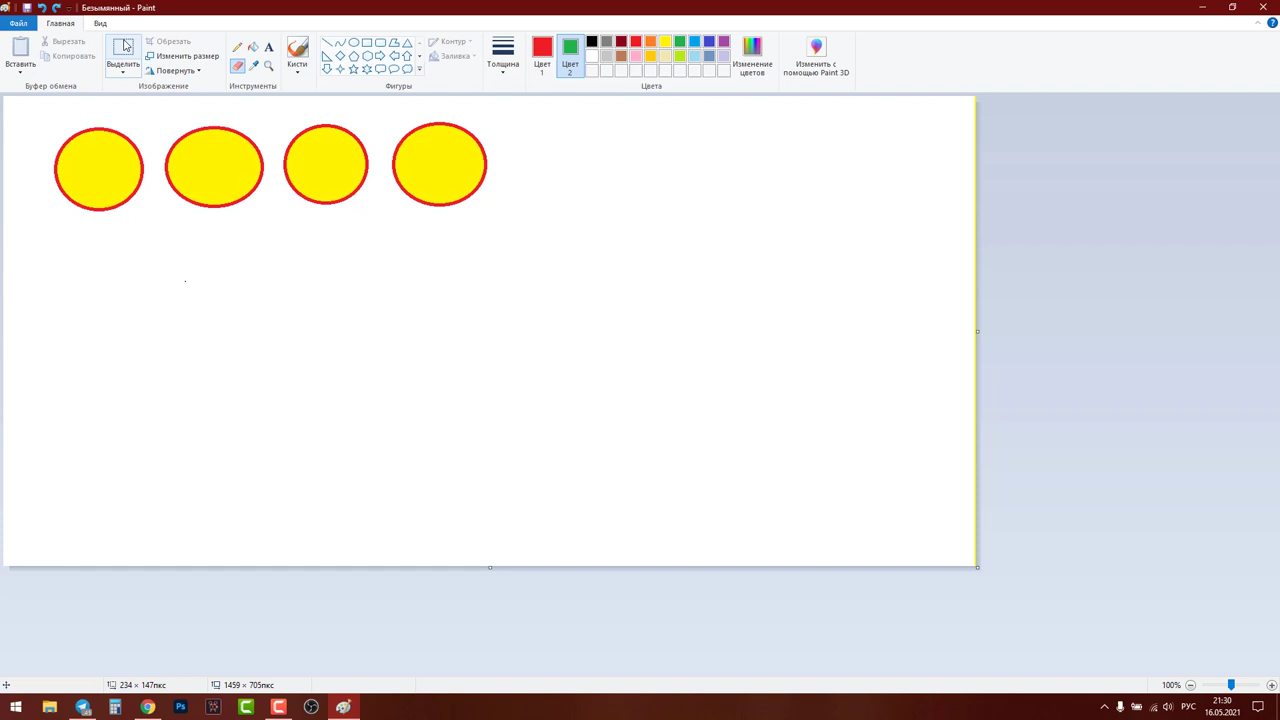 Безымянный - Paint
Файл
Главная
Вид
Вставить
Вырезать
Копировать
Буфер обмена
Выделить
Обрезать
Изменить размер
Повернуть
Изображение
A
Инструменты
Кисти
Контур
Заливка
Фигуры
Толщина
Цвет
1
Цвет
2
Изменение
цветов
Цвета
Изменить с
помощью Paint 3D
234 × 147пкс
1459 × 705пкс
100%
Ps
РУС
21:30
16.05.2021